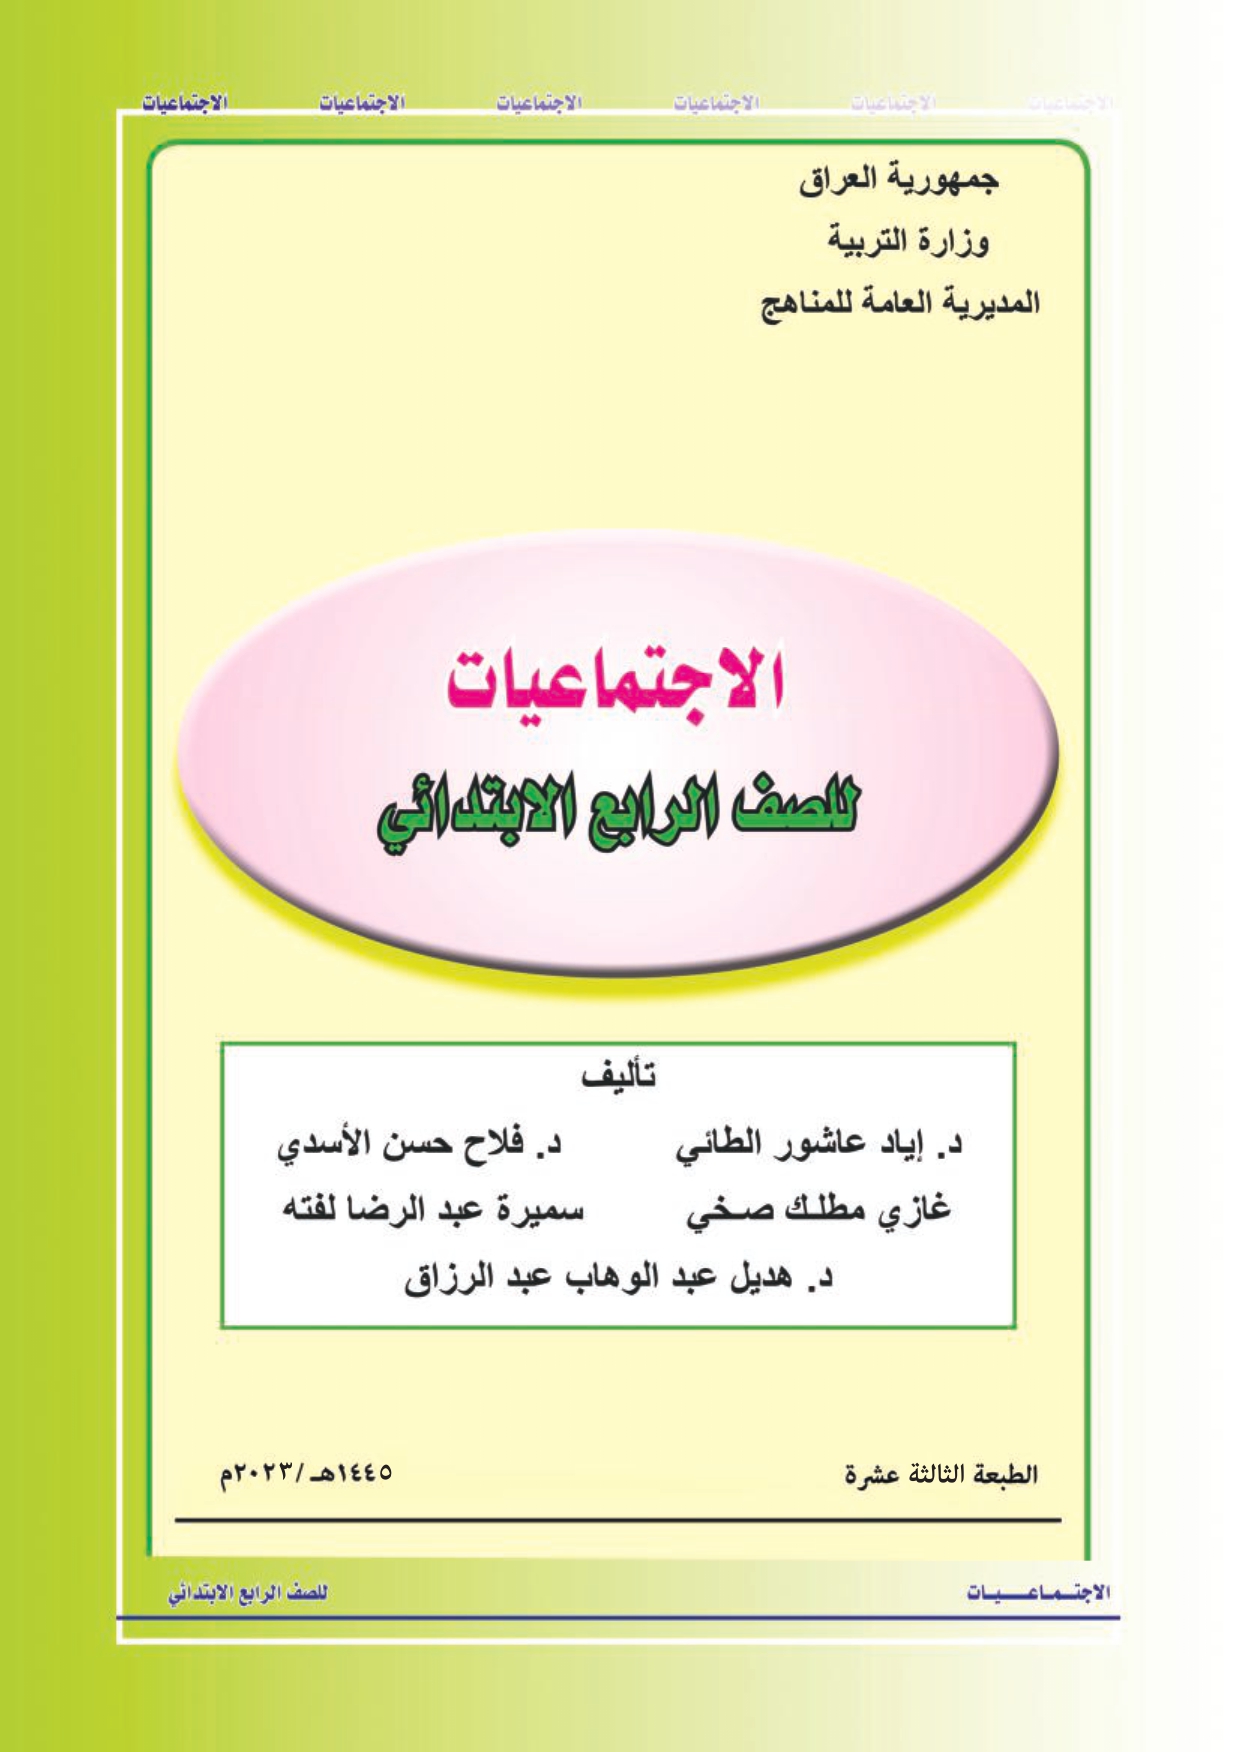 الاجتماعيات الاجتماعيات الاجتماعيات الاجتماعيات الاجتماعيات الاجتماعيات
جمهورية العراق
وزارة التربية
المديرية العامة للمناهج
الاجتماعيات
للصف الرابع الابتدائي
تأليف
د. إياد عاشور الطائي د. فلاح حسن الأسدي
غازي مطلك صخي سميرة عبد الرضا لفته
د. هديل عبد الوهاب عبد الرزاق
الطبعة الثالثة عشرة ١٤٤٥هـ /٢٠٢٣م
الاجتـمـاعـــــيـات للصف الرابع الابتدائي